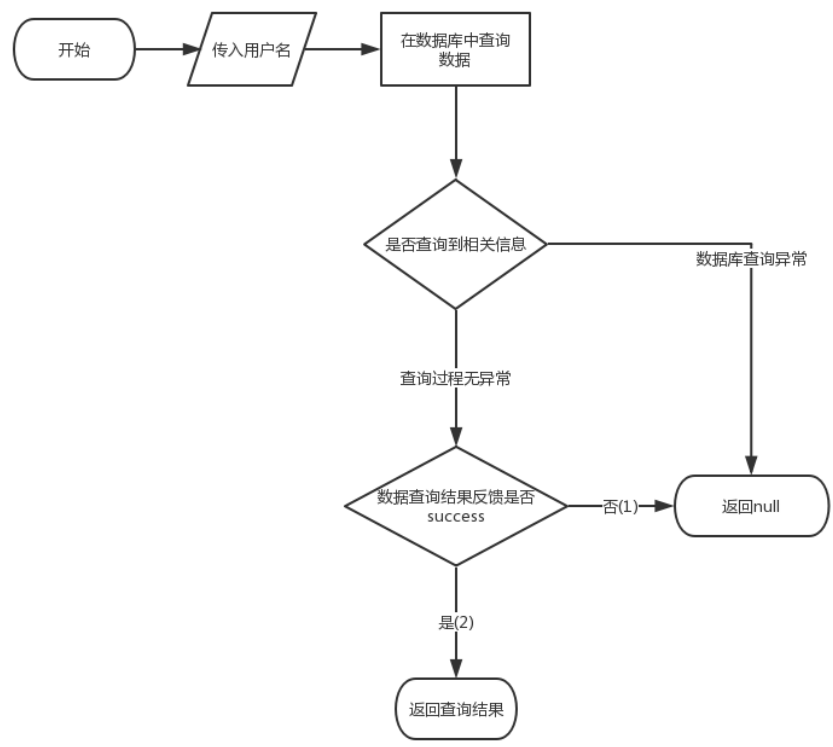 开始
传入用户名
在数据库中查询
数据
是否查询到相关信息
数据库查询异常
查询过程无异常
数据查询结果反馈是否
success
否(1)
返回null
是(2)
返回查询结果